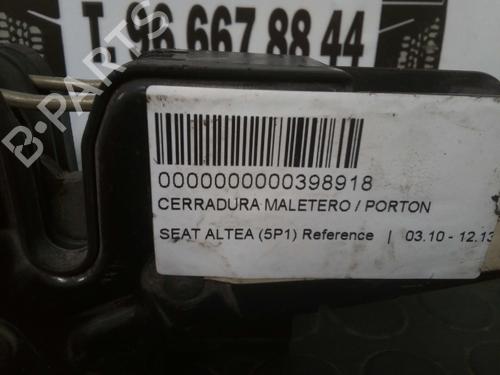 T. 96 667 88 44
B-PARTS
0000000000398918
CERRADURA MALETERO / PORTON
SEAT ALTEA (5P1) Reference | 03.10 - 12.13